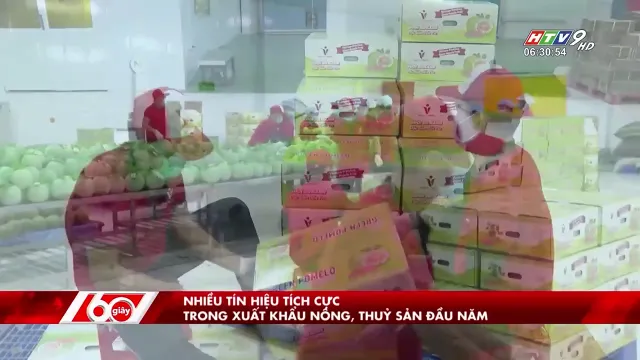 HTV9 HD
06:30:54
GREEN POMELO
60 giây
NHIỀU TÍN HIỆU TÍCH CỰC
TRONG XUẤT KHẨU NÔNG, THUỶ SẢN ĐẦU NĂM